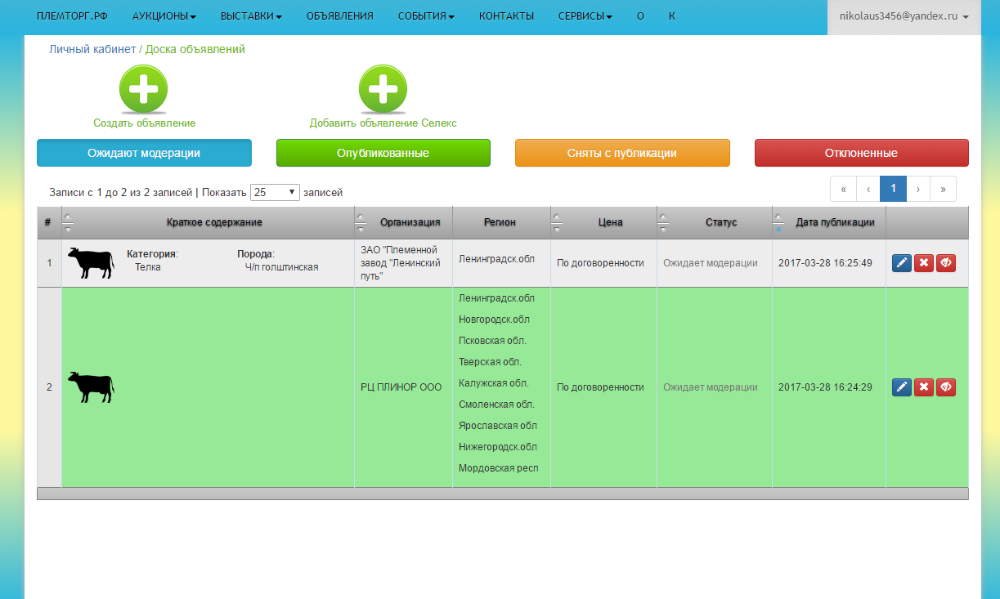 ПЛЕМТОРГ.РФ АУКЦИОНЫ ВЫСТАВКИ ОБЪЯВЛЕНИЯ СОБЫТИЯ КОНТАКТЫ СЕРВИСЫ О К nikolaus3456@yandex.ru
Личный кабинет / Доска объявлений
Создать объявление Добавить объявление Селекс
Ожидают модерации Опубликованные Сняты с публикации Отклоненные
Записи с 1 до 2 из 2 записей | Показать 25 записей « ‹ 1 › »
# Краткое содержание Организация Регион Цена Статус Дата публикации
1 Категория: Телка Порода: Ч/п голштинская ЗАО "Племенной завод "Ленинский путь" Ленинградск.обл По договоренности Ожидает модерации 2017-03-28 16:25:49
Ленинградск.обл
Новгородск.обл
Псковская обл.
Тверская обл.
2 РЦ ПЛИНОР ООО Калужская обл. По договоренности Ожидает модерации 2017-03-28 16:24:29
Смоленская обл.
Ярославская обл
Нижегородск.обл
Мордовская респ